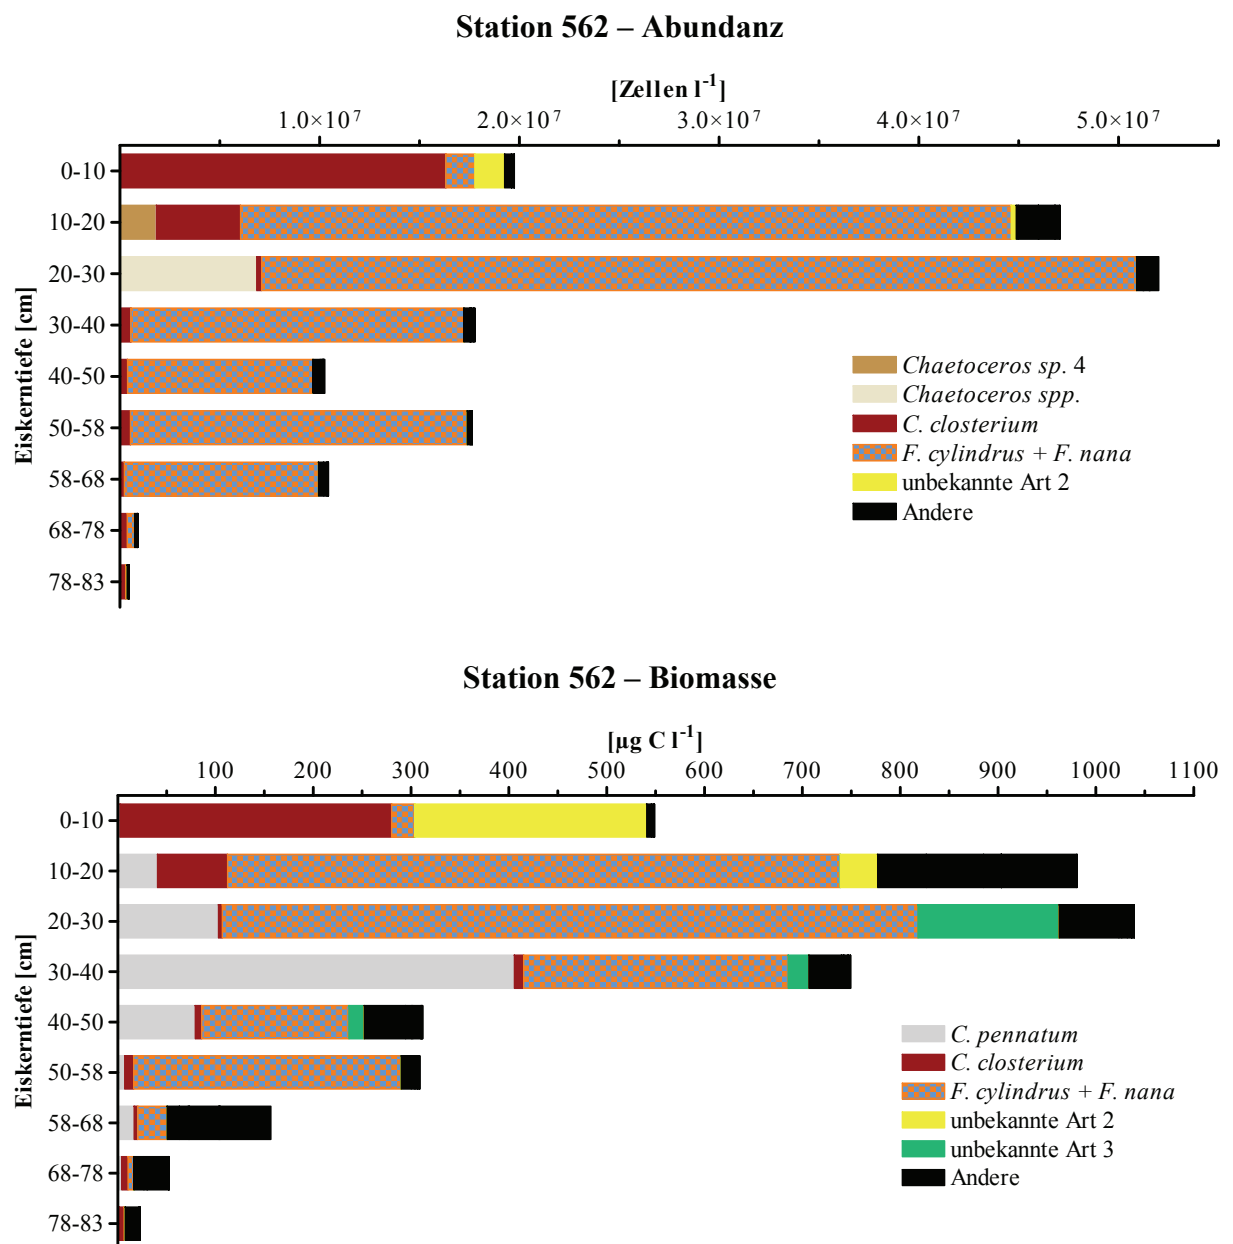 Station 562 – Abundanz
[Zellen l⁻¹]
1.0×10⁷ 2.0×10⁷ 3.0×10⁷ 4.0×10⁷ 5.0×10⁷
Eiskerntiefe [cm]
0-10
10-20
20-30
30-40
40-50
50-58
58-68
68-78
78-83
Chaetoceros sp. 4
Chaetoceros spp.
C. closterium
F. cylindrus + F. nana
unbekannte Art 2
Andere
Station 562 – Biomasse
[µg C l⁻¹]
100 200 300 400 500 600 700 800 900 1000 1100
Eiskerntiefe [cm]
0-10
10-20
20-30
30-40
40-50
50-58
58-68
68-78
78-83
C. pennatum
C. closterium
F. cylindrus + F. nana
unbekannte Art 2
unbekannte Art 3
Andere